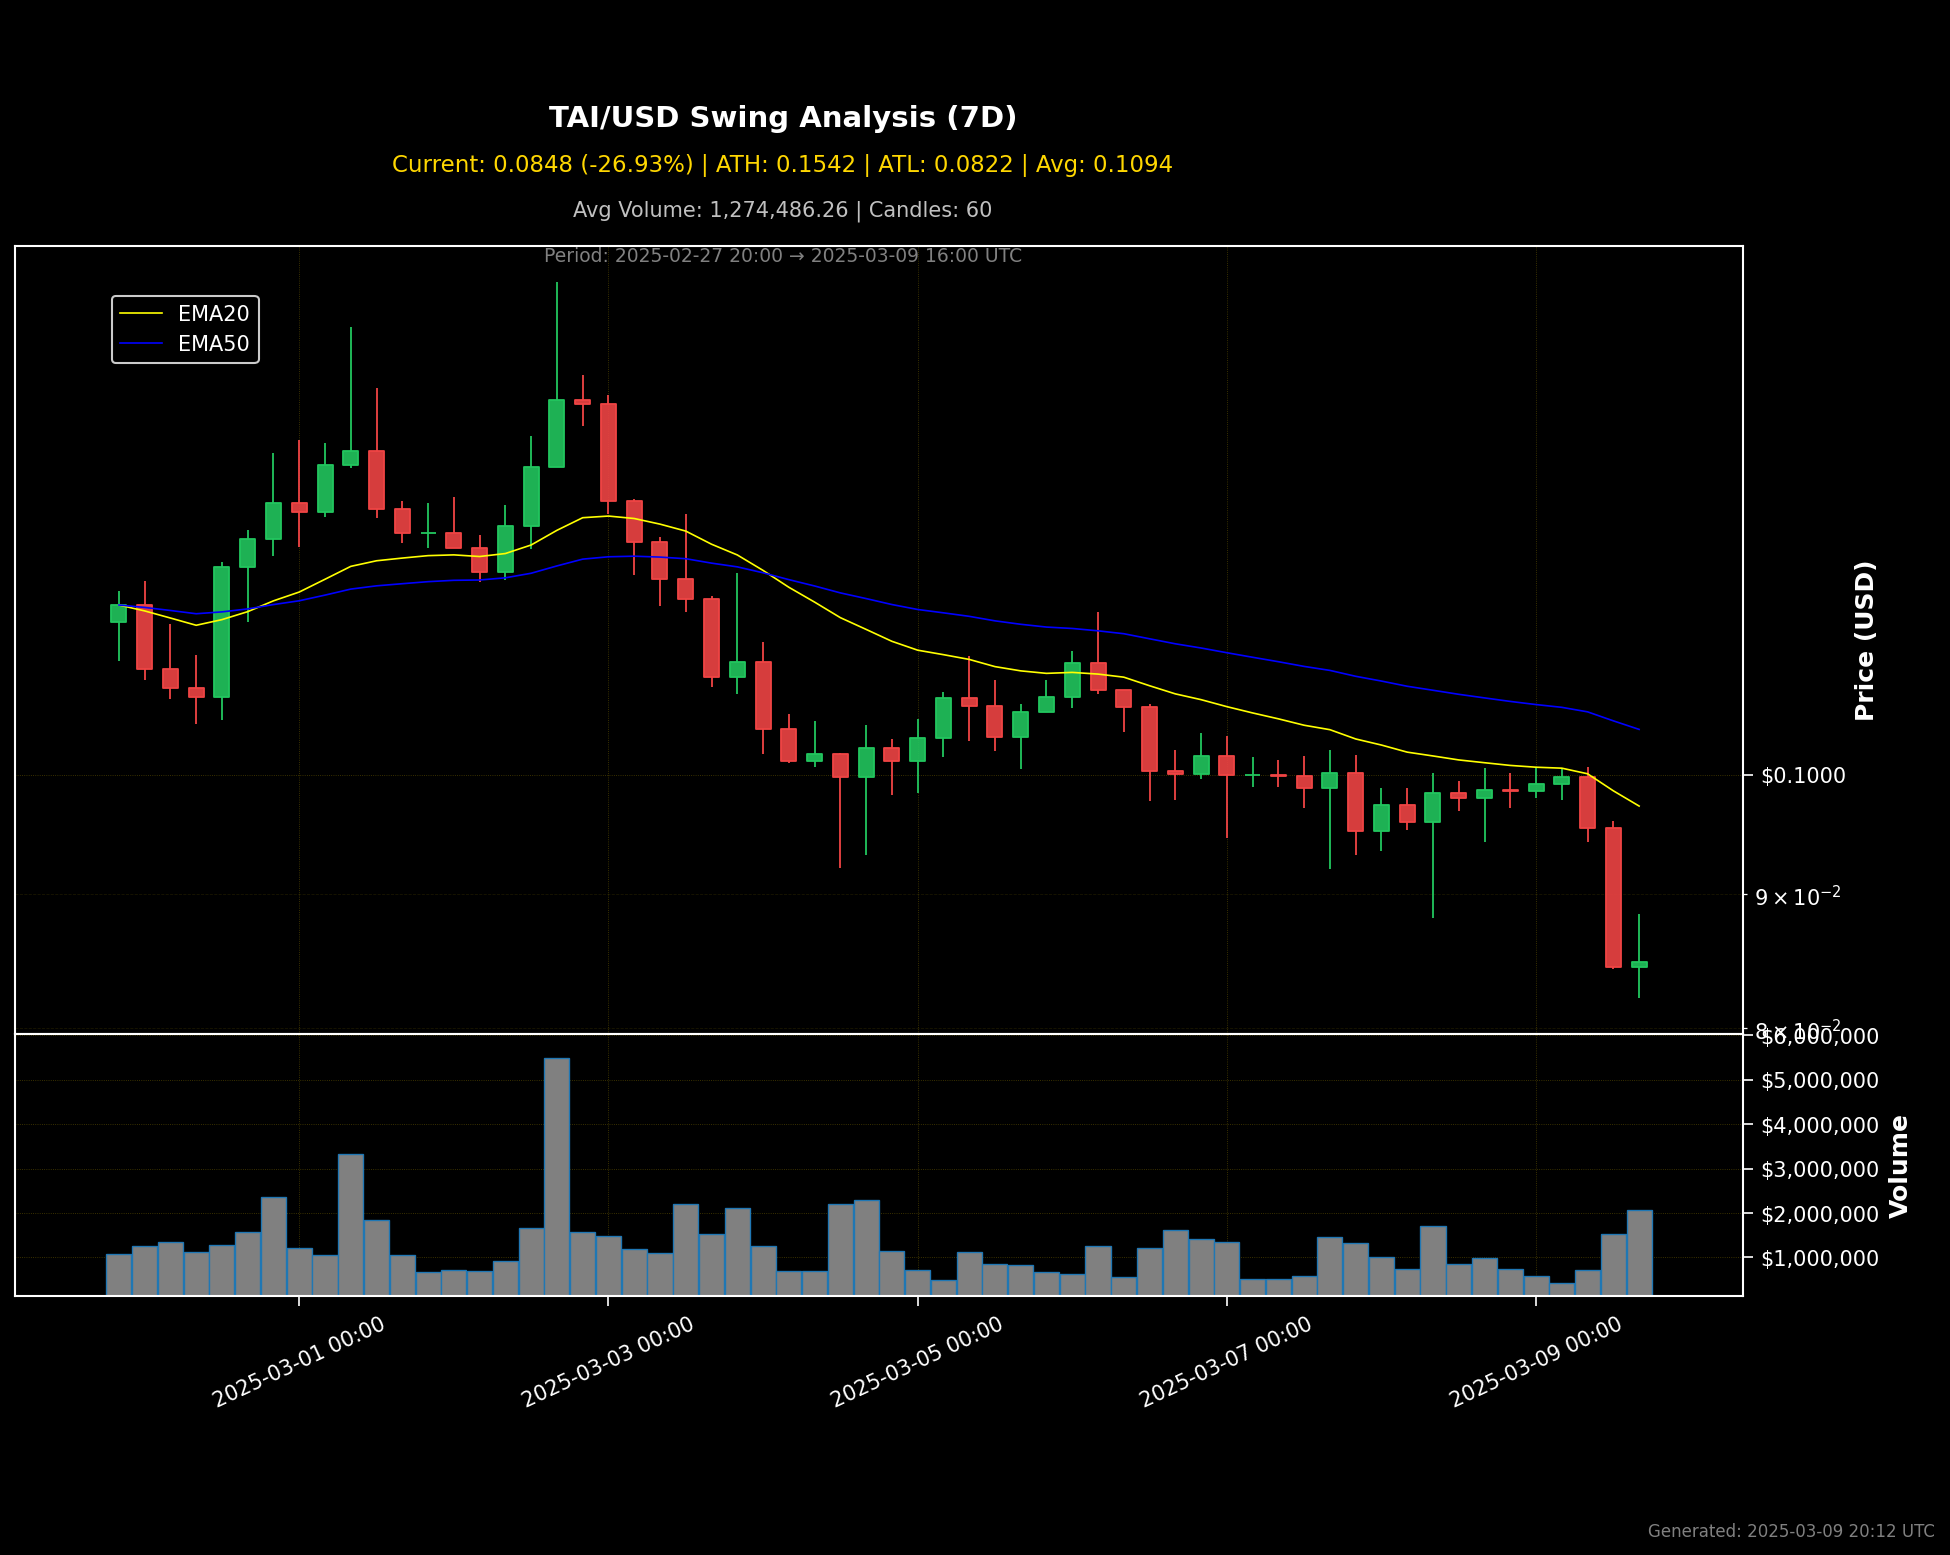 TAI/USD Swing Analysis (7D)
Current: 0.0848 (-26.93%) | ATH: 0.1542 | ATL: 0.0822 | Avg: 0.1094
Avg Volume: 1,274,486.26 | Candles: 60
Period: 2025-02-27 20:00 → 2025-03-09 16:00 UTC
EMA20
EMA50
Price (USD)
$0.1000
9 × 10⁻²
8 × 10⁻²
$6,000,000
$5,000,000
$4,000,000
$3,000,000
$2,000,000
$1,000,000
Volume
2025-03-01 00:00
2025-03-03 00:00
2025-03-05 00:00
2025-03-07 00:00
2025-03-09 00:00
Generated: 2025-03-09 20:12 UTC